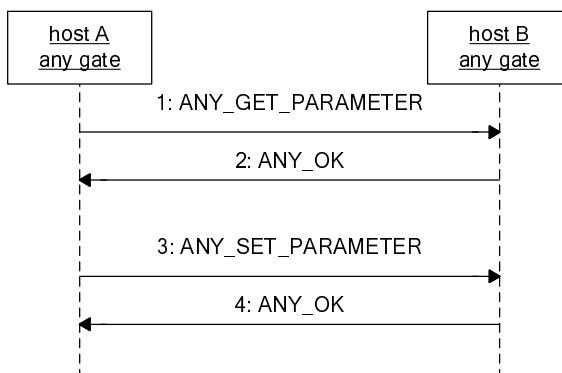 host A
any gate
host B
any gate
1: ANY_GET_PARAMETER
2: ANY_OK
3: ANY_SET_PARAMETER
4: ANY_OK